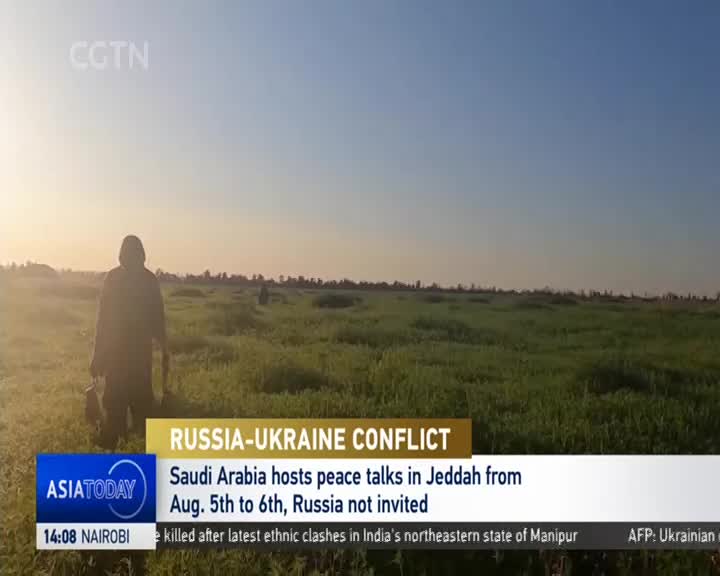 CGTN
RUSSIA-UKRAINE CONFLICT
Saudi Arabia hosts peace talks in Jeddah from
Aug. 5th to 6th, Russia not invited
ASIATODAY
14:08 NAIROBI
killed after latest ethnic clashes in India's northeastern state of Manipur
AFP: Ukrainian